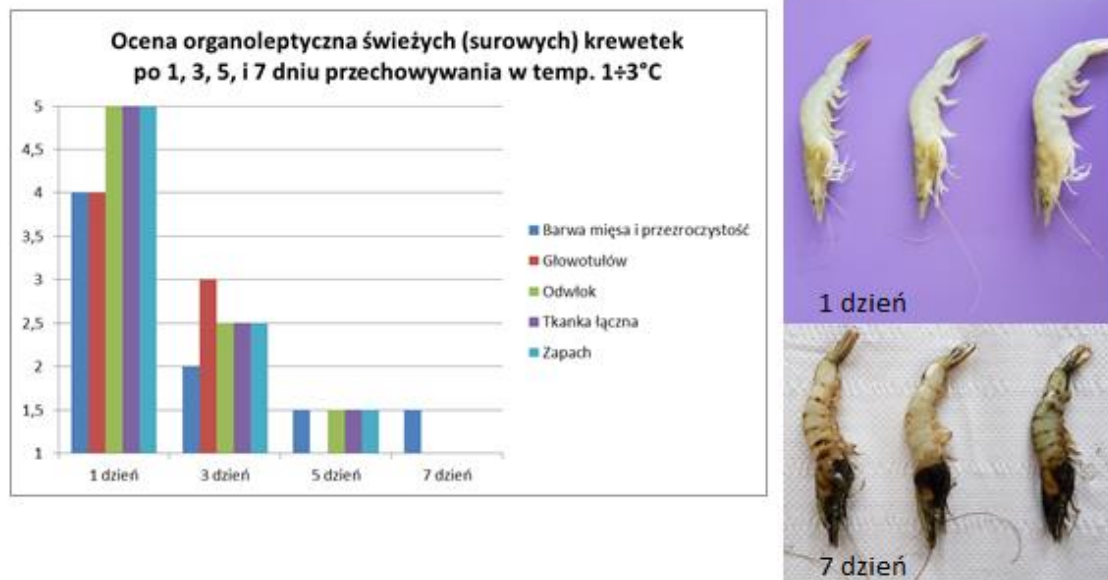 Ocena organoleptyczna świeżych (surowych) krewetek
po 1, 3, 5, i 7 dniu przechowywania w temp. 1÷3°C
5
4,5
4
3,5
3
2,5
2
1,5
1
1 dzień
3 dzień
5 dzień
7 dzień
Barwa mięsa i przezroczystość
Głowotułów
Odwłok
Tkanka łączna
Zapach
1 dzień
7 dzień